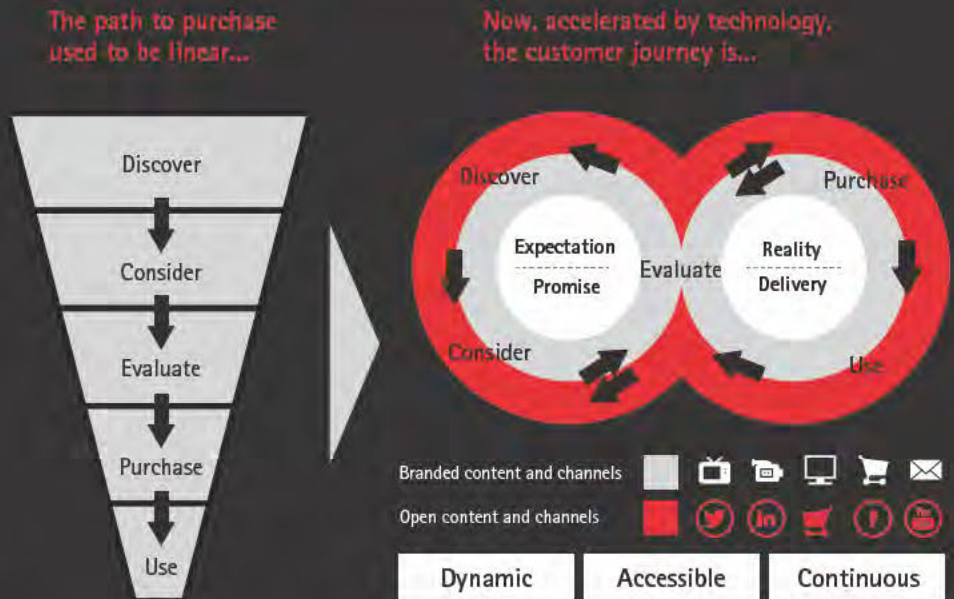 The path to purchase
used to be linear...
Now, accelerated by technology,
the customer journey is...
Discover
Consider
Evaluate
Purchase
Use
Discover
Consider
Expectation
Promise
Evaluate
Reality
Delivery
Purchase
Use
Branded content and channels
Open content and channels
in
Dynamic
Accessible
Continuous